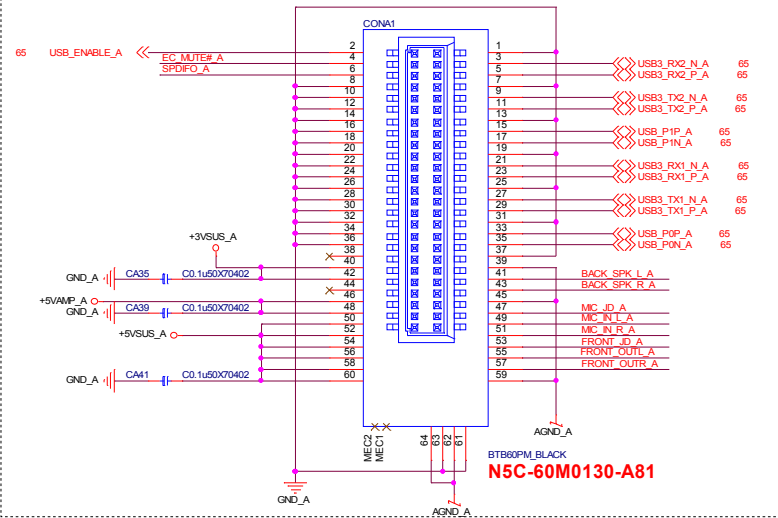 CONA1
65 USB_ENABLE_A 2 1
EC_MUTE#_A 4 3 USB3_RX2_N_A 65
SPDIFO_A 6 5 USB3_RX2_P_A 65
8 7
10 9 USB3_TX2_N_A 65
12 11 USB3_TX2_P_A 65
14 13
16 15 USB_P1P_A 65
18 17 USB_P1N_A 65
20 19
22 21 USB3_RX1_N_A 65
24 23 USB3_RX1_P_A 65
26 25
28 27 USB3_TX1_N_A 65
30 29 USB3_TX1_P_A 65
32 31
34 33 USB_P0P_A 65
36 35 USB_P0N_A 65
+3VSUS_A
38 37
40 39
GND_A CA35 C0.1u50X70402 42 41 BACK_SPK_L_A
44 43 BACK_SPK_R_A
+5VAMP_A 46 45
GND_A CA39 C0.1u50X70402 48 47 MIC_JD_A
50 49 MIC_IN_L_A
+5VSUS_A 52 51 MIC_IN_R_A
54 53 FRONT_JD_A
56 55 FRONT_OUTL_A
58 57 FRONT_OUTR_A
GND_A CA41 C0.1u50X70402 60 59
AGND_A
MEC2 MEC1 64 63 62 61
BTB60PM_BLACK
N5C-60M0130-A81
GND_A
AGND_A